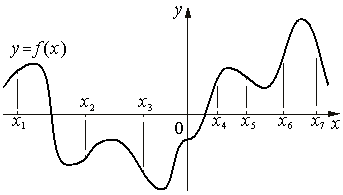 y
y = f(x)
x₂ x₃
x₁ 0 x₄ x₅ x₆ x₇ x